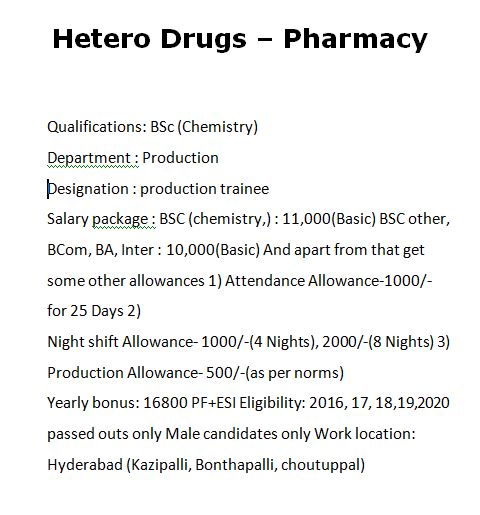 Hetero Drugs – Pharmacy
Qualifications: BSc (Chemistry)
Department : Production
Designation : production trainee
Salary package : BSC (chemistry,) : 11,000(Basic) BSC other,
BCom, BA, Inter : 10,000(Basic) And apart from that get
some other allowances 1) Attendance Allowance-1000/-
for 25 Days 2)
Night shift Allowance- 1000/-(4 Nights), 2000/-(8 Nights) 3)
Production Allowance- 500/-(as per norms)
Yearly bonus: 16800 PF+ESI Eligibility: 2016, 17, 18,19,2020
passed outs only Male candidates only Work location:
Hyderabad (Kazipalli, Bonthapalli, choutuppal)